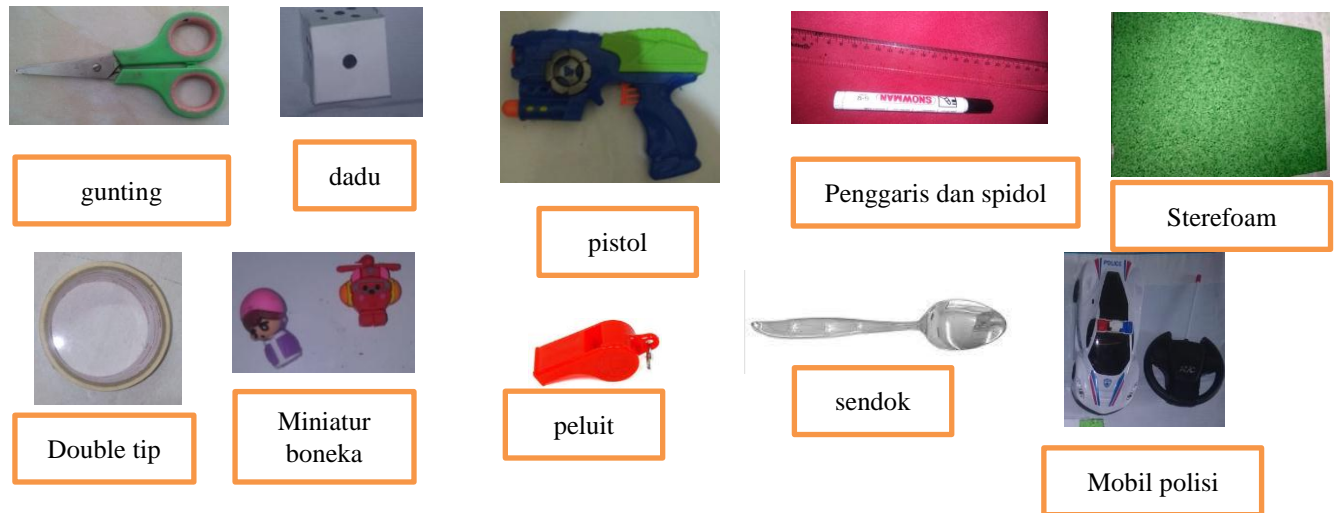 gunting
dadu
pistol
Penggaris dan spidol
Sterefoam
SNOWMAN
POLICE
Double tip
Miniatur
boneka
peluit
sendok
Mobil polisi